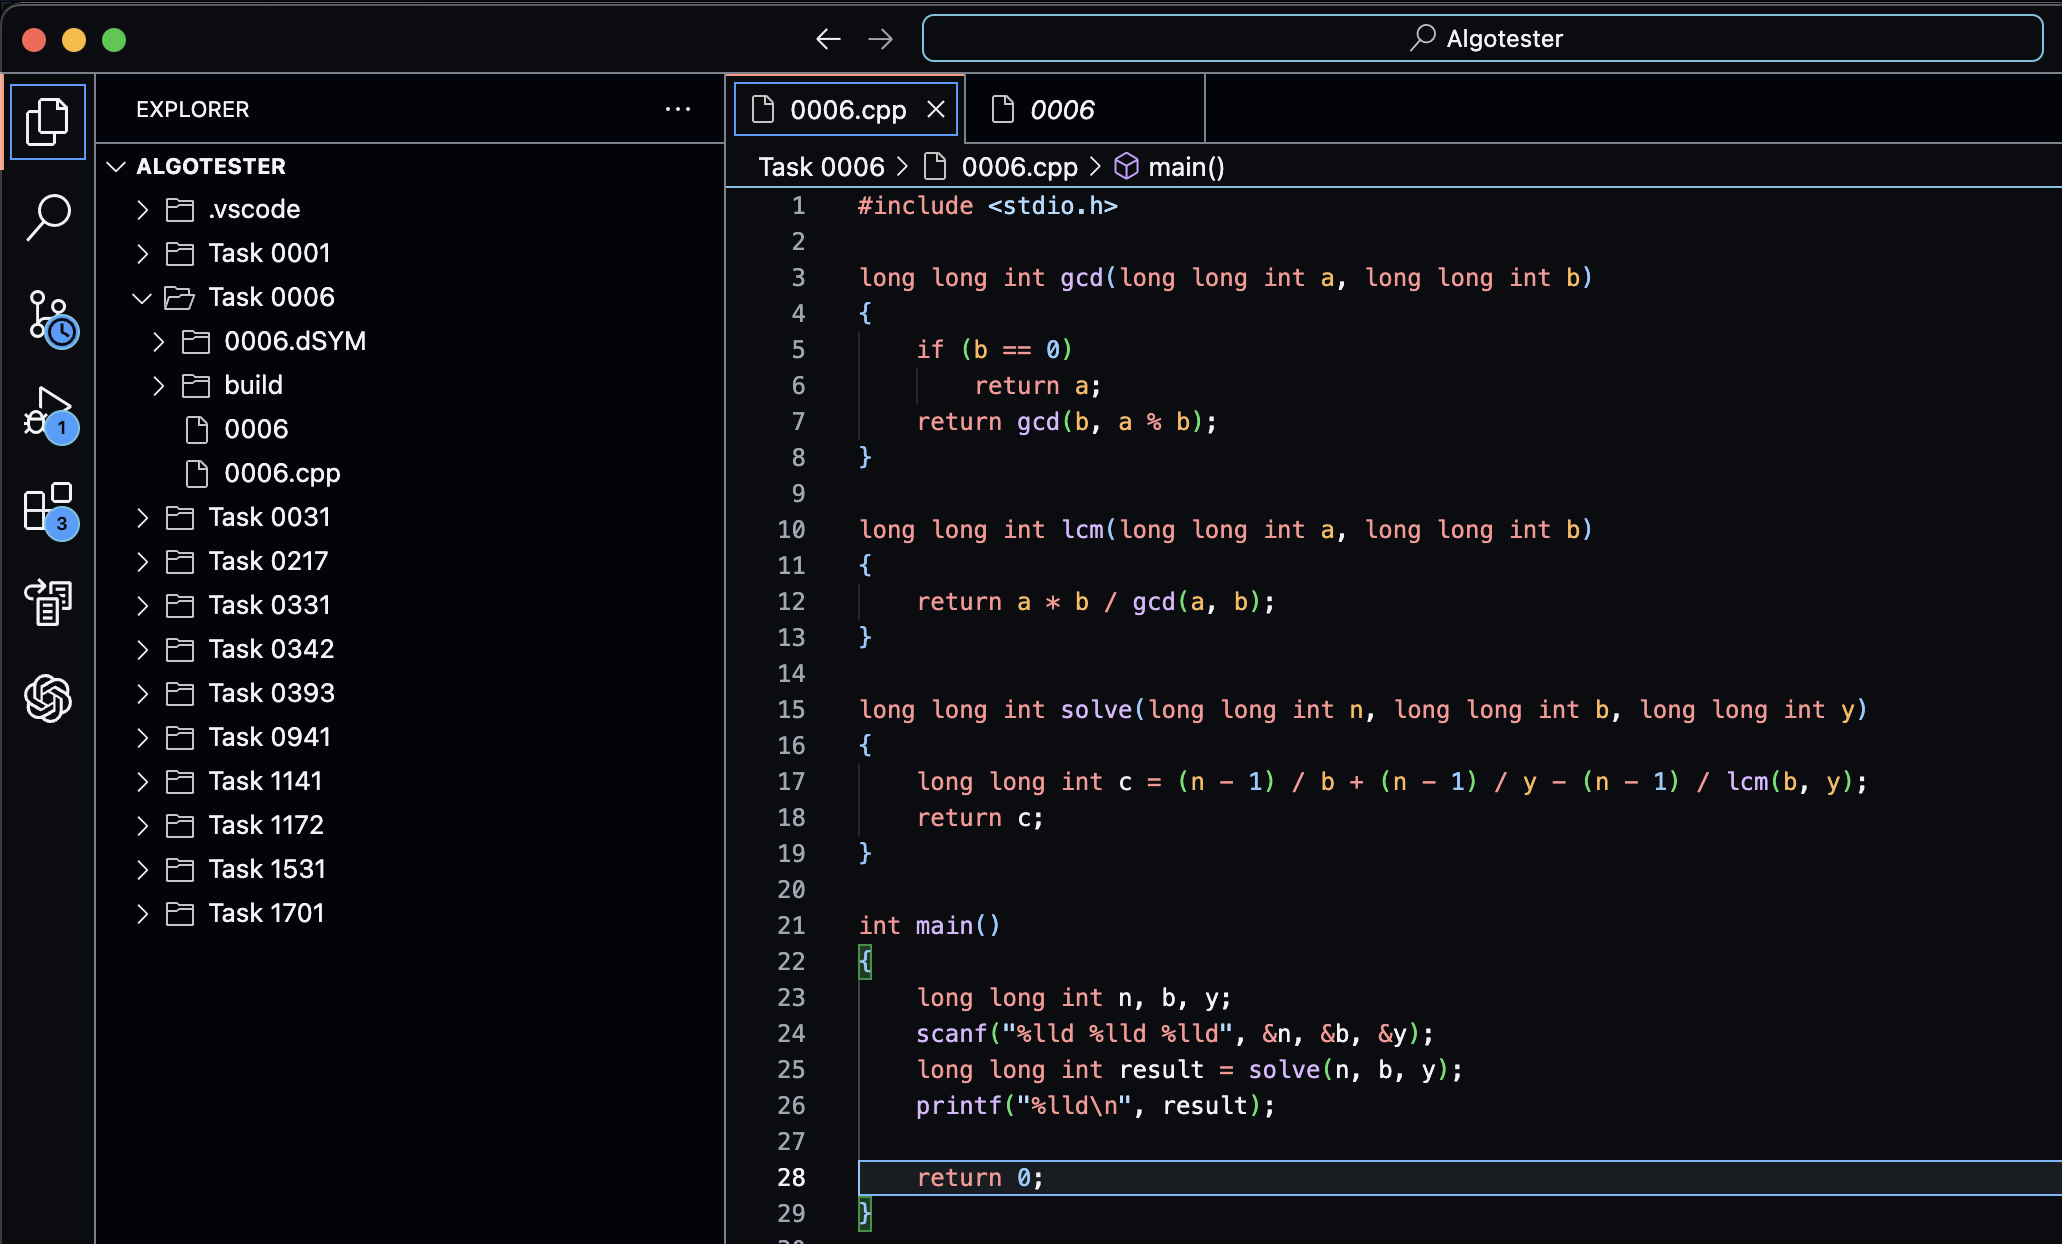 Algotester
EXPLORER
0006.cpp
0006
ALGOTESTER
Task 0006 > 0006.cpp > main()
.vscode
Task 0001
Task 0006
0006.dSYM
build
0006
0006.cpp
Task 0031
Task 0217
Task 0331
Task 0342
Task 0393
Task 0941
Task 1141
Task 1172
Task 1531
Task 1701
1
3
1 #include <stdio.h>
2
3 long long int gcd(long long int a, long long int b)
4 {
5     if (b == 0)
6         return a;
7     return gcd(b, a % b);
8 }
9
10 long long int lcm(long long int a, long long int b)
11 {
12     return a * b / gcd(a, b);
13 }
14
15 long long int solve(long long int n, long long int b, long long int y)
16 {
17     long long int c = (n - 1) / b + (n - 1) / y - (n - 1) / lcm(b, y);
18     return c;
19 }
20
21 int main()
22 {
23     long long int n, b, y;
24     scanf("%lld %lld %lld", &n, &b, &y);
25     long long int result = solve(n, b, y);
26     printf("%lld\n", result);
27
28     return 0;
29 }